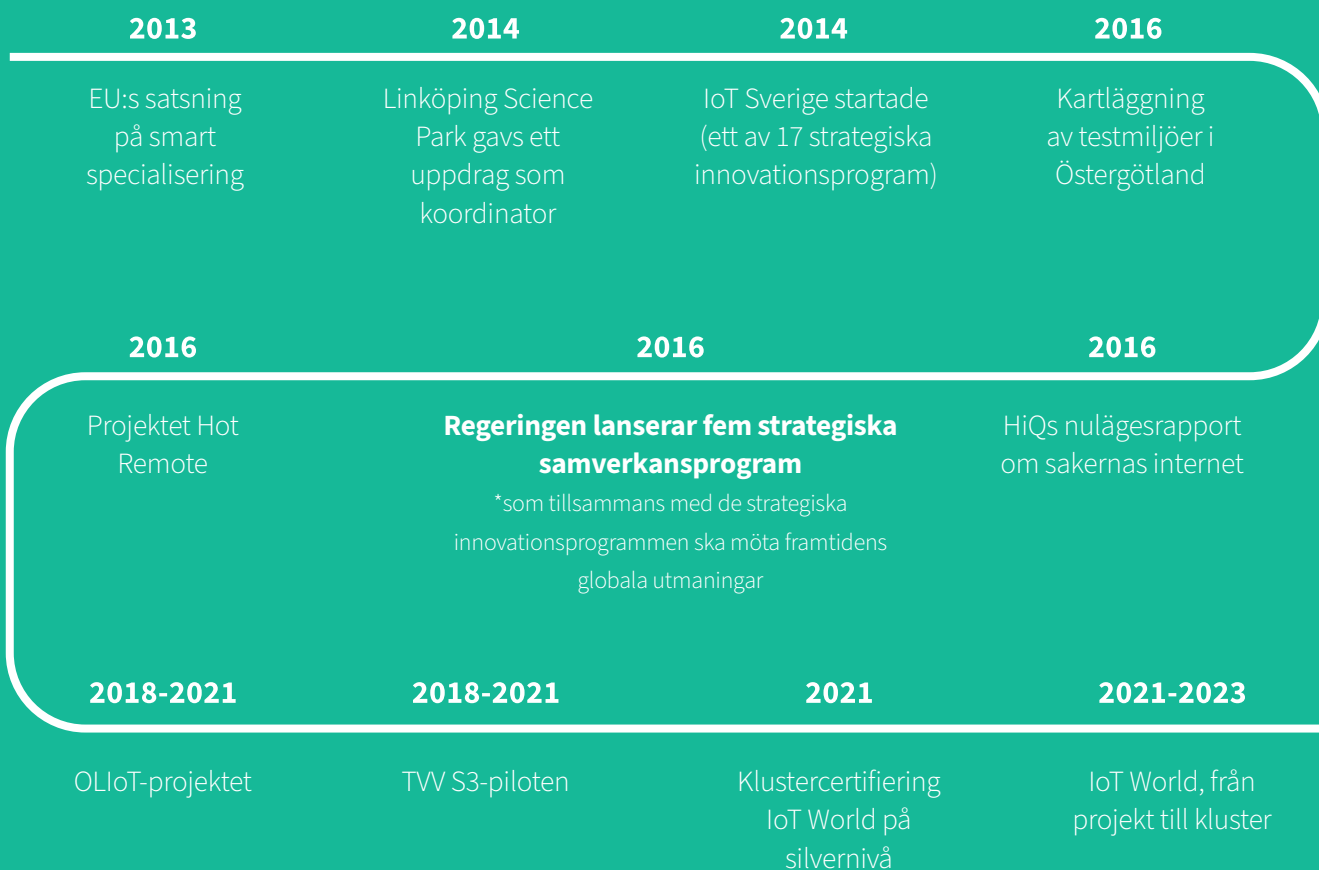 2013
EU:s satsning
på smart
specialisering
2014
Linköping Science
Park gavs ett
uppdrag som
koordinator
2014
IoT Sverige startade
(ett av 17 strategiska
innovationsprogram)
2016
Kartläggning
av testmiljöer i
Östergötland
2016
Projektet Hot
Remote
2016
Regeringen lanserar fem strategiska
samverkansprogram
*som tillsammans med de strategiska
innovationsprogrammen ska möta framtidens
globala utmaningar
2016
HiQs nulägesrapport
om sakernas internet
2018-2021
OLIoT-projektet
2018-2021
TVV S3-piloten
2021
Klustercertifiering
IoT World på
silvernivå
2021-2023
IoT World, från
projekt till kluster